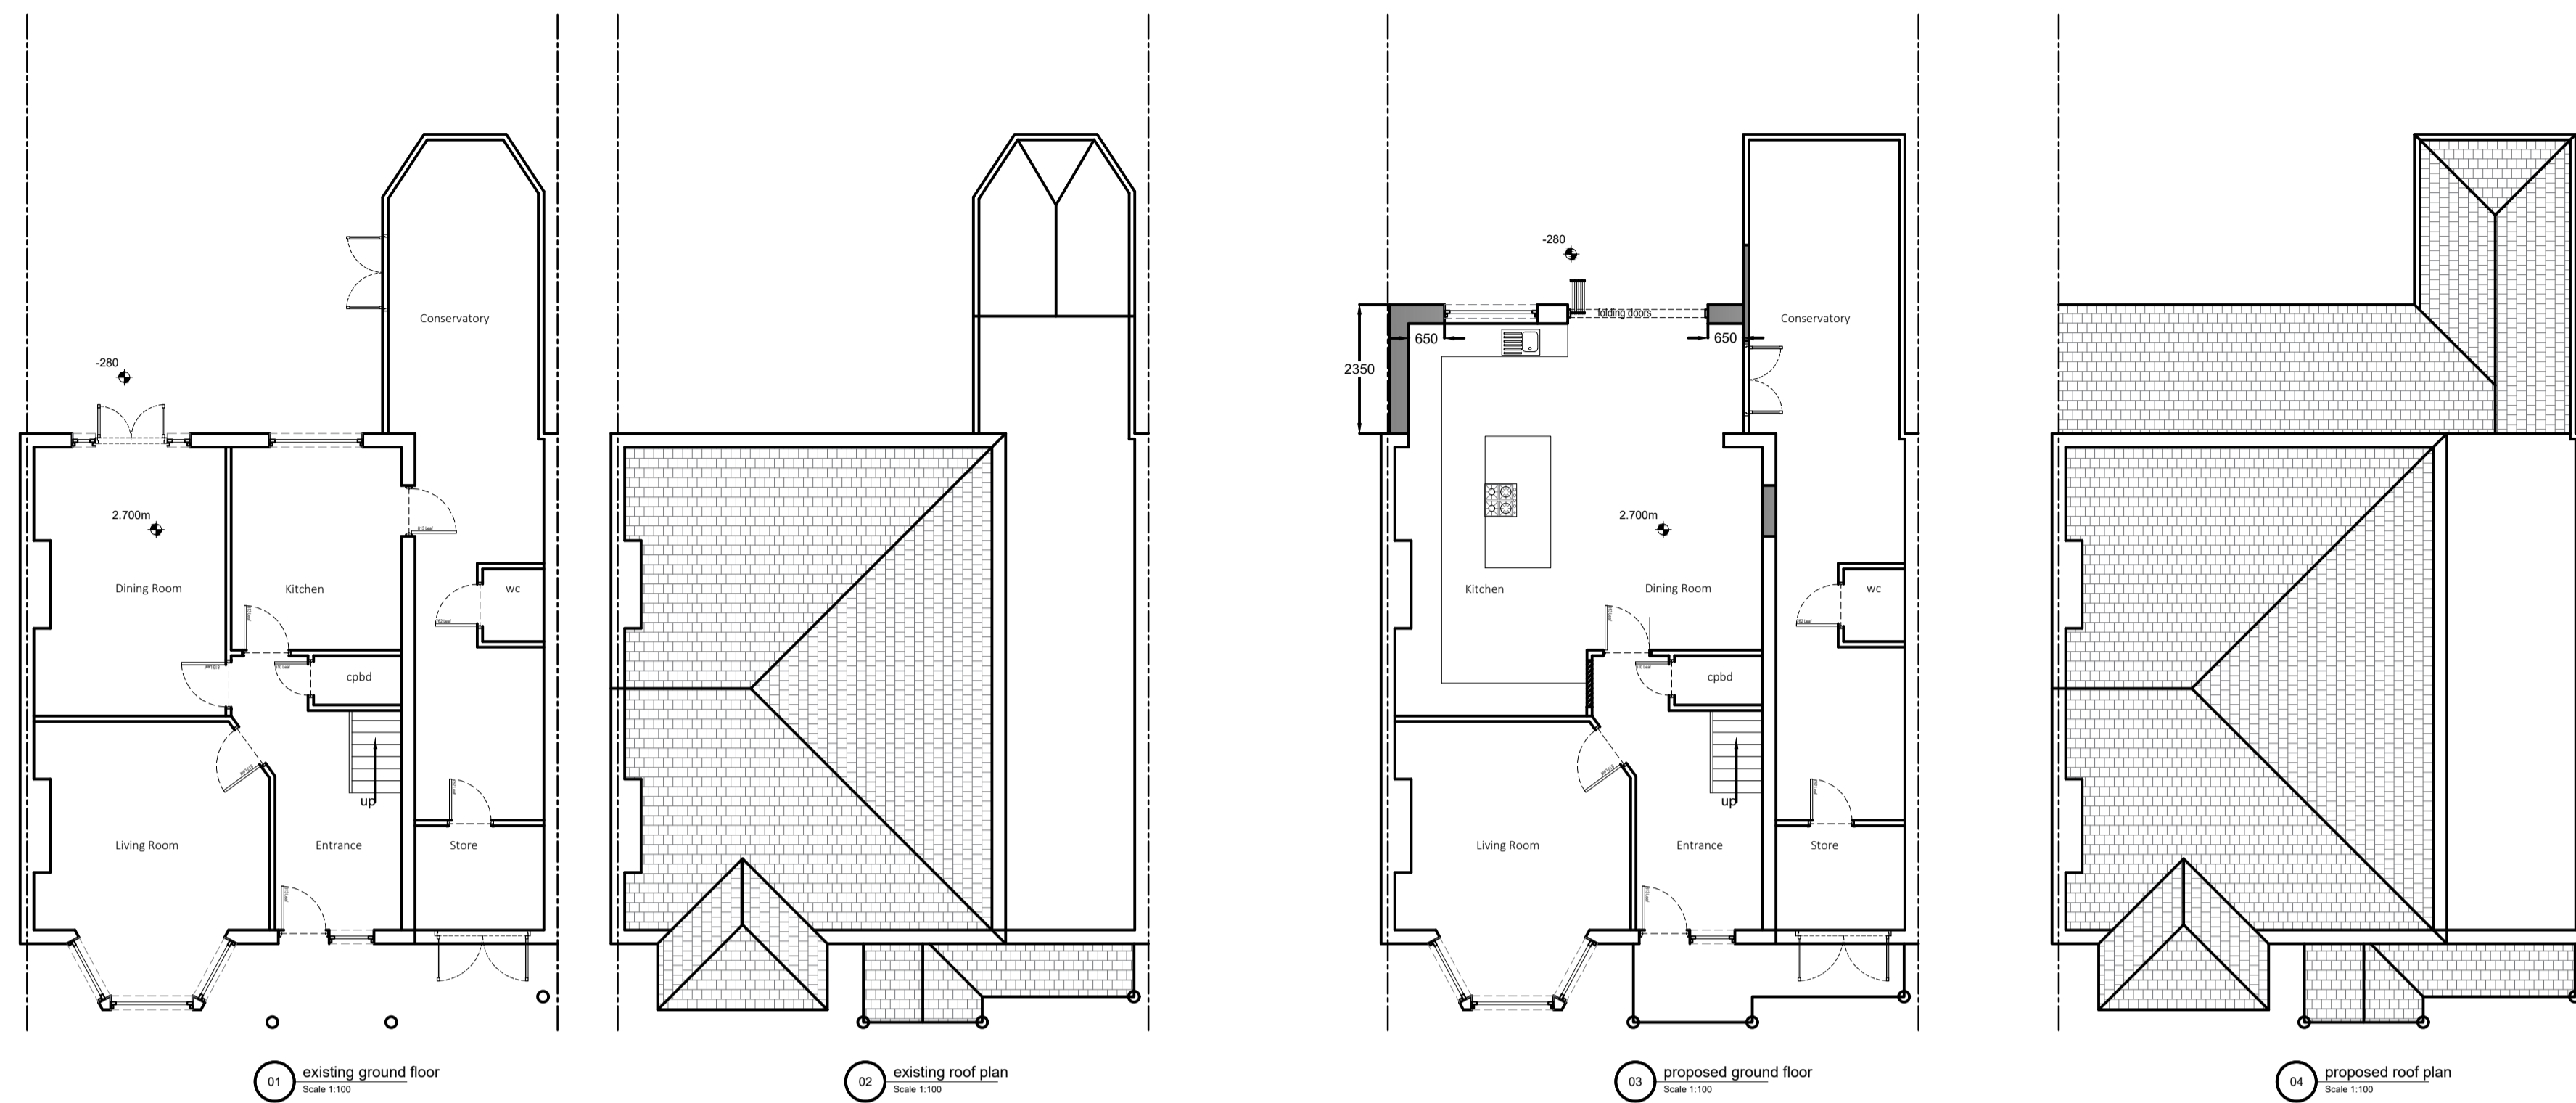 Conservatory
-280
2.700m
Dining Room
Kitchen
wc
cpbd
up
Living Room
Entrance
Store
01
existing ground floor
Scale 1:100
02
existing roof plan
Scale 1:100
-280
folding doors
650
650
2350
Conservatory
2.700m
Kitchen
Dining Room
wc
cpbd
up
Living Room
Entrance
Store
03
proposed ground floor
Scale 1:100
04
proposed roof plan
Scale 1:100